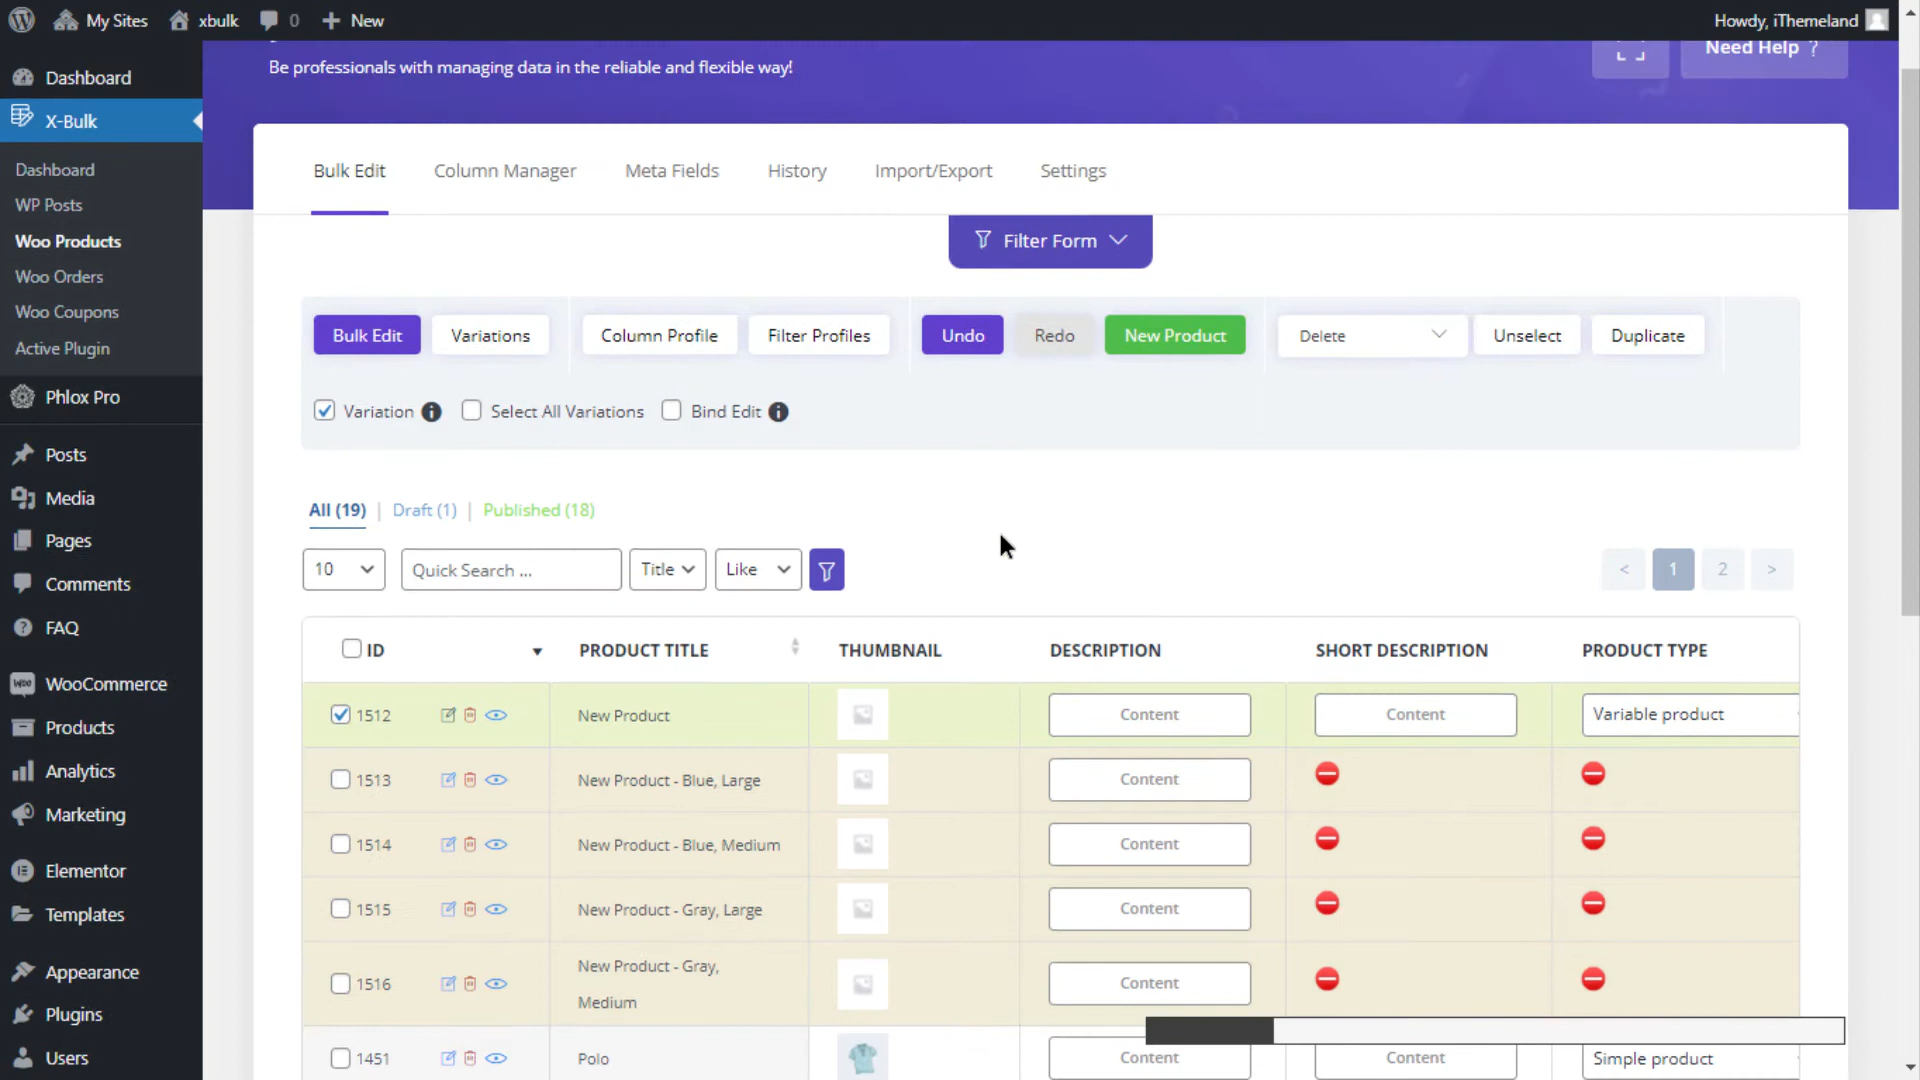 My Sites
xbulk
0
New
Howdy, iThemeland
Dashboard
X-Bulk
Dashboard
WP Posts
Woo Products
Woo Orders
Woo Coupons
Active Plugin
Phlox Pro
Posts
Media
Pages
Comments
FAQ
WooCommerce
Products
Analytics
Marketing
Elementor
Templates
Appearance
Plugins
Users
Be professionals with managing data in the reliable and flexible way!
Need Help ?
Bulk Edit Column Manager Meta Fields History Import/Export Settings
Filter Form
Bulk Edit Variations Column Profile Filter Profiles Undo Redo New Product Delete Unselect Duplicate
Variation Select All Variations Bind Edit
All (19) | Draft (1) | Published (18)
10 Quick Search ... Title Like < 1 2 >
ID PRODUCT TITLE THUMBNAIL DESCRIPTION SHORT DESCRIPTION PRODUCT TYPE
1512 New Product Content Content Variable product
1513 New Product - Blue, Large Content
1514 New Product - Blue, Medium Content
1515 New Product - Gray, Large Content
1516 New Product - Gray, Medium Content
1451 Polo Content Content Simple product